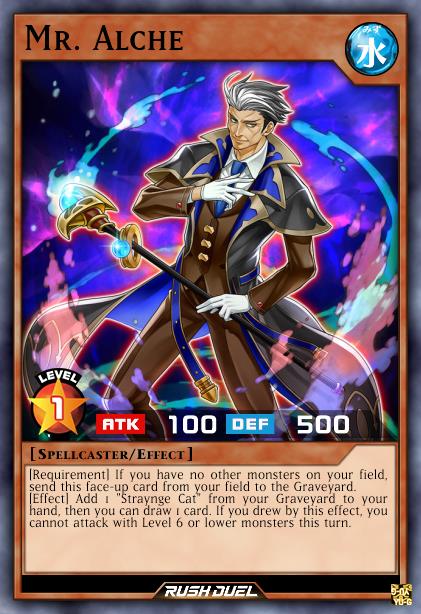 Mr. Alche
みず
水
LEVEL
1
ATK 100 DEF 500
[Spellcaster/Effect]
[Requirement] If you have no other monsters on your field,
send this face-up card from your field to the Graveyard.
[Effect] Add 1 "Straynge Cat" from your Graveyard to your
hand, then you can draw 1 card. If you drew by this effect, you
cannot attack with Level 6 or lower monsters this turn.
RUSH DUEL